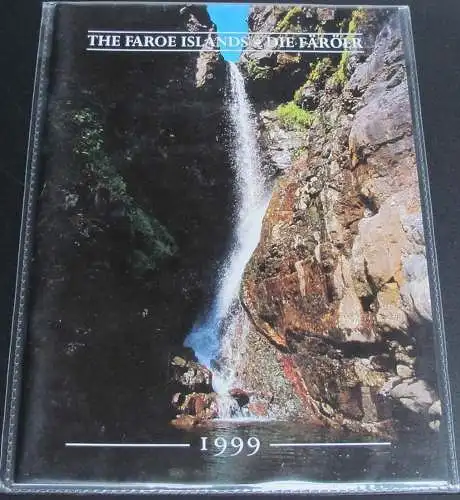 THE FAROE ISLANDS • DIE FÄRÖER
1999